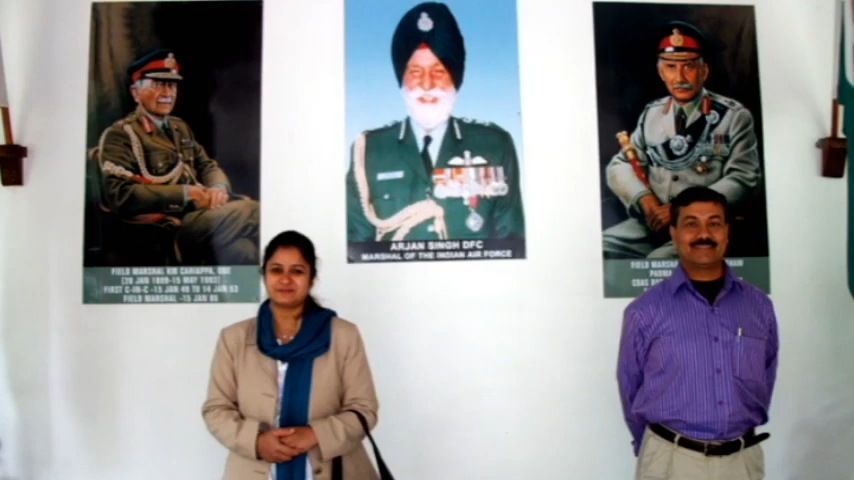 FIELD MARSHAL KM CARIAPPA, OBE
(28 JAN 1899-15 MAY 1993)
FIRST C-IN-C -15 JAN 49 TO 14 JAN 53
FIELD MARSHAL -15 JAN 86
ARJAN SINGH DFC
MARSHAL OF THE INDIAN AIR FORCE
FIELD MARSHAL